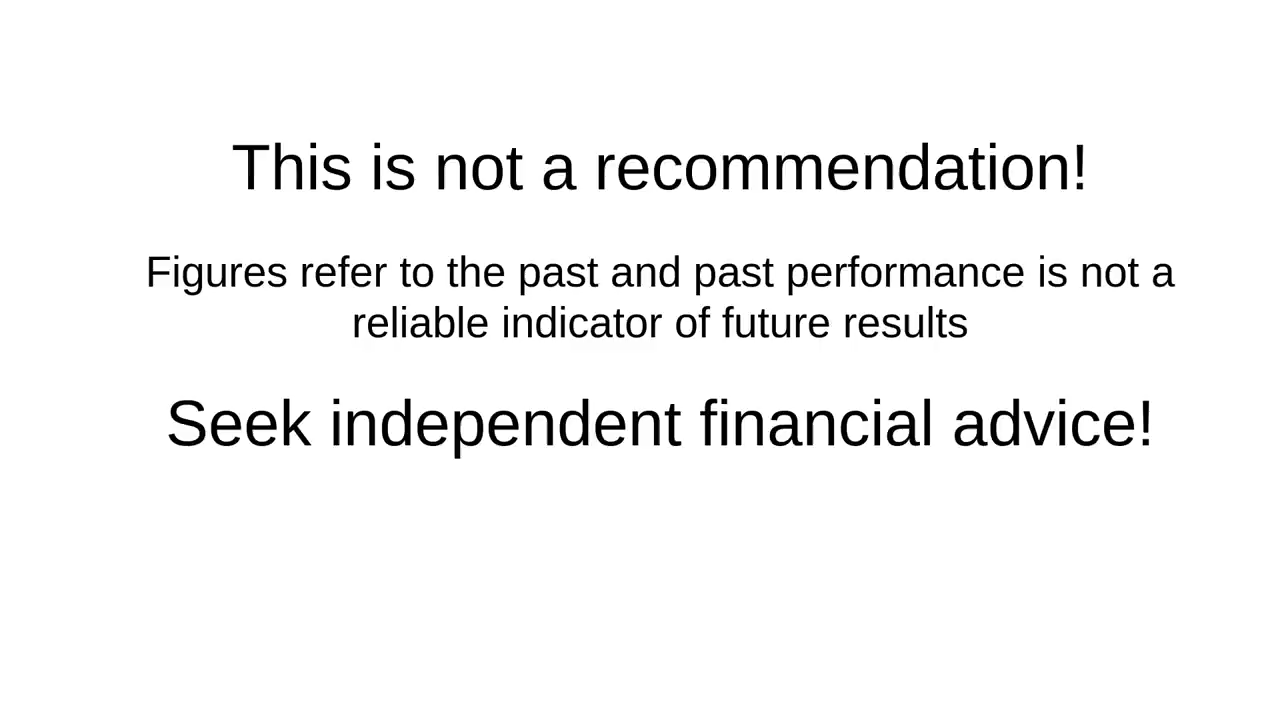 This is not a recommendation!
Figures refer to the past and past performance is not a
reliable indicator of future results
Seek independent financial advice!